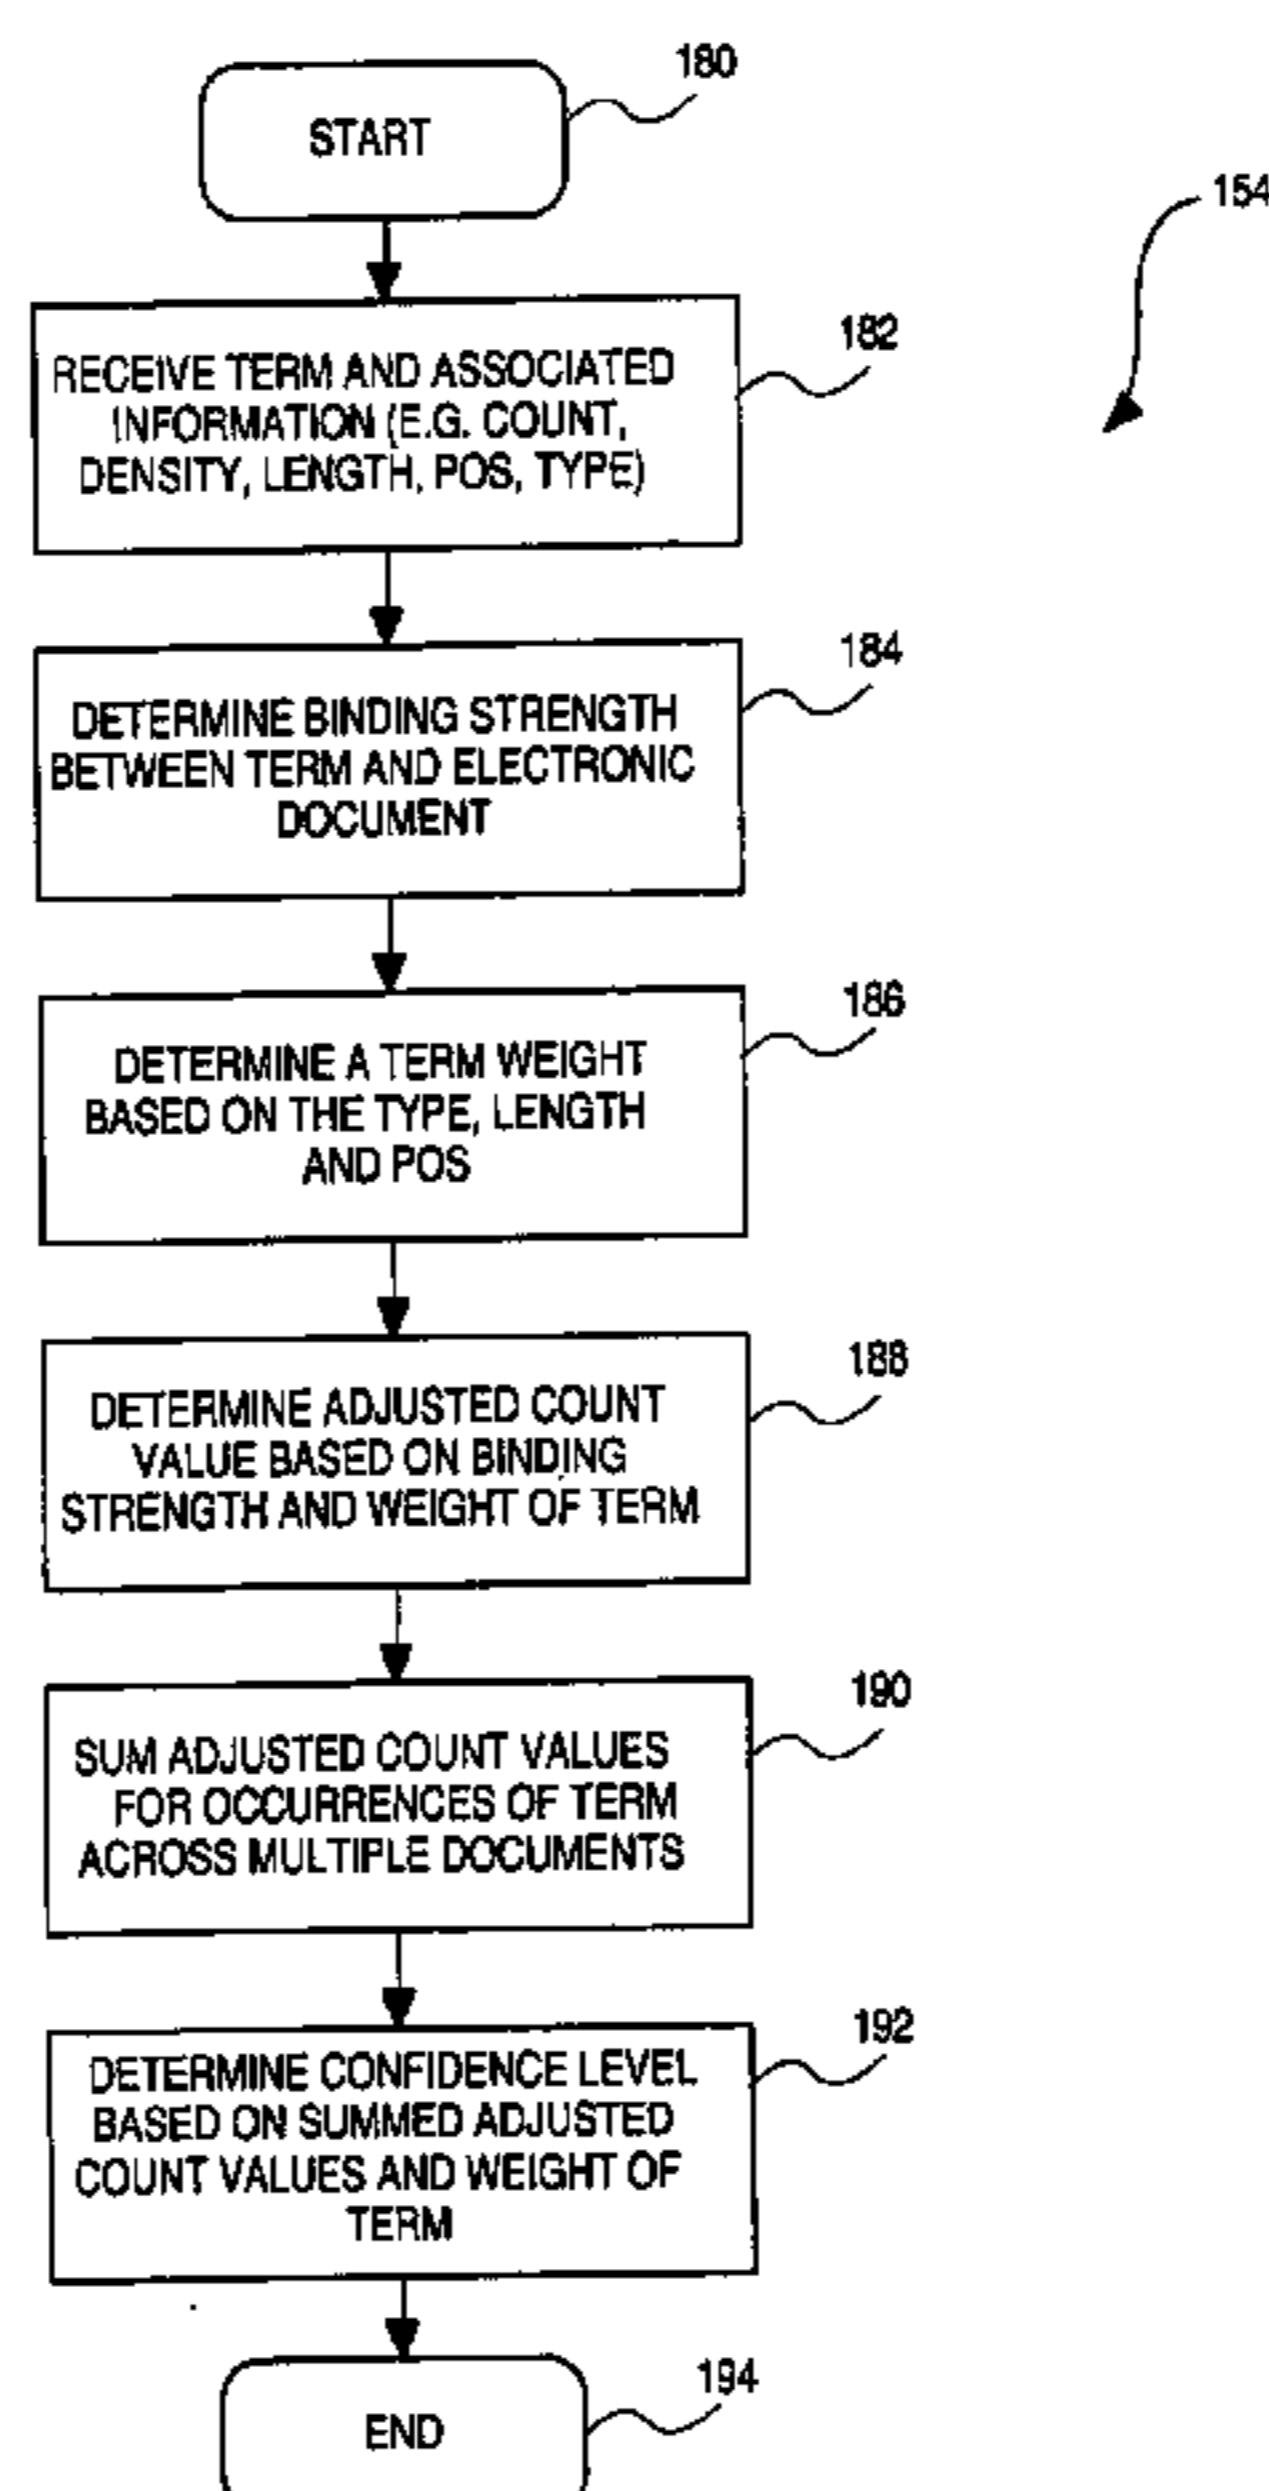 180
START
154
182
RECEIVE TERM AND ASSOCIATED
INFORMATION (E.G. COUNT,
DENSITY, LENGTH, POS, TYPE)
184
DETERMINE BINDING STRENGTH
BETWEEN TERM AND ELECTRONIC
DOCUMENT
186
DETERMINE A TERM WEIGHT
BASED ON THE TYPE, LENGTH
AND POS
188
DETERMINE ADJUSTED COUNT
VALUE BASED ON BINDING
STRENGTH AND WEIGHT OF TERM
190
SUM ADJUSTED COUNT VALUES
FOR OCCURRENCES OF TERM
ACROSS MULTIPLE DOCUMENTS
192
DETERMINE CONFIDENCE LEVEL
BASED ON SUMMED ADJUSTED
COUNT VALUES AND WEIGHT OF
TERM
194
END